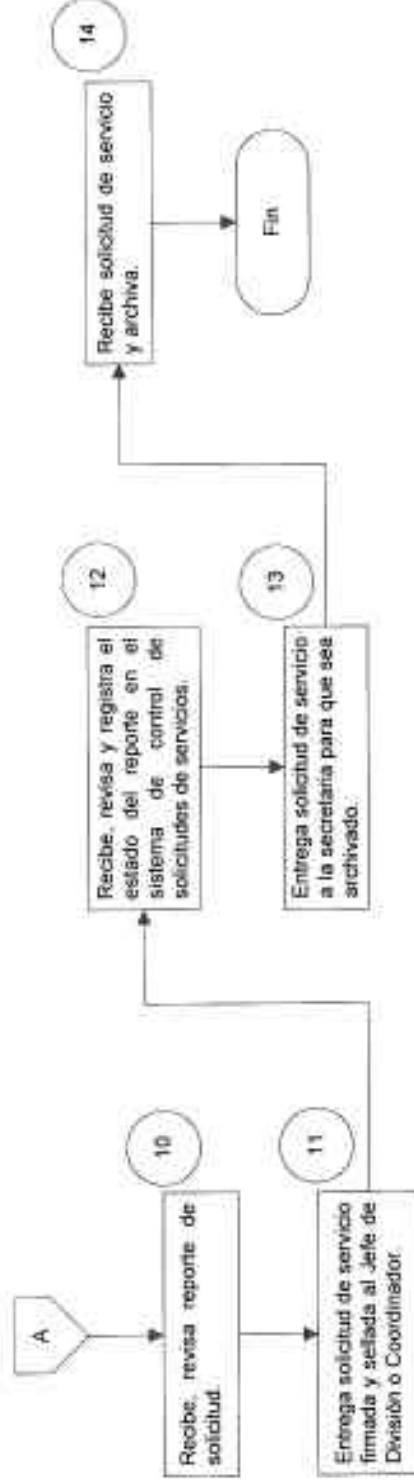 A
10
Recibe, revisa reporte de
solicitud.
11
Entrega solicitud de servicio
firmada y sellada al Jefe de
División o Coordinador.
12
Recibe, revisa y registra el
estado del reporte en el
sistema de control de
solicitudes de servicios.
13
Entrega solicitud de servicio
a la secretaria para que sea
archivado.
14
Recibe solicitud de servicio
y archiva.
Fin